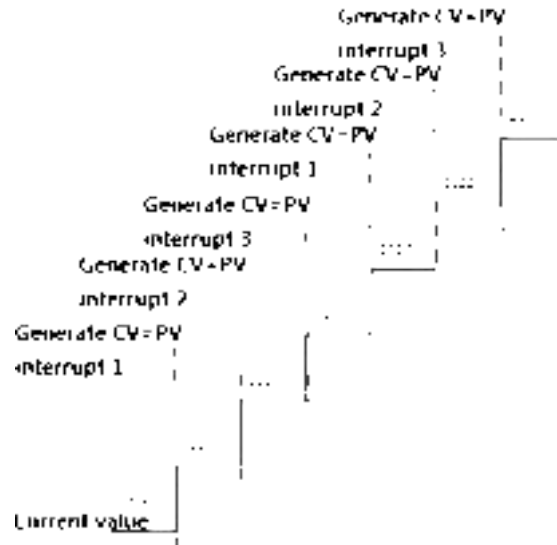 Generate CV=PV
interrupt 3
Generate CV=PV
interrupt 2
Generate CV=PV
interrupt 1
Generate CV=PV
interrupt 3
Generate CV=PV
interrupt 2
Generate CV=PV
interrupt 1
Current value